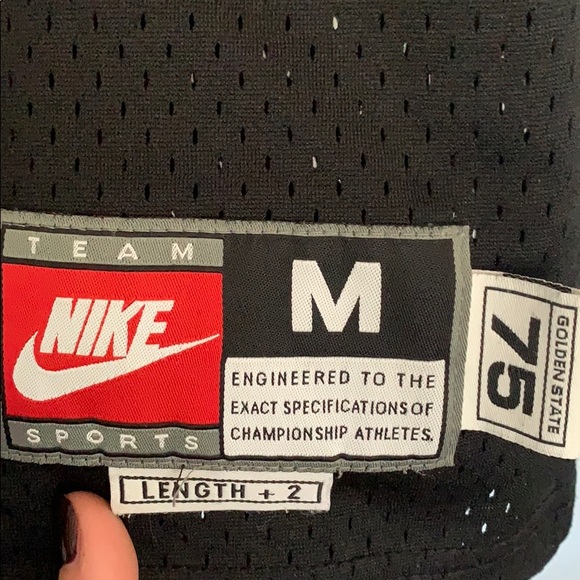 TEAM
NIKE
SPORTS
M
ENGINEERED TO THE
EXACT SPECIFICATIONS OF
CHAMPIONSHIP ATHLETES.
LENGTH + 2
GOLDEN STATE
75